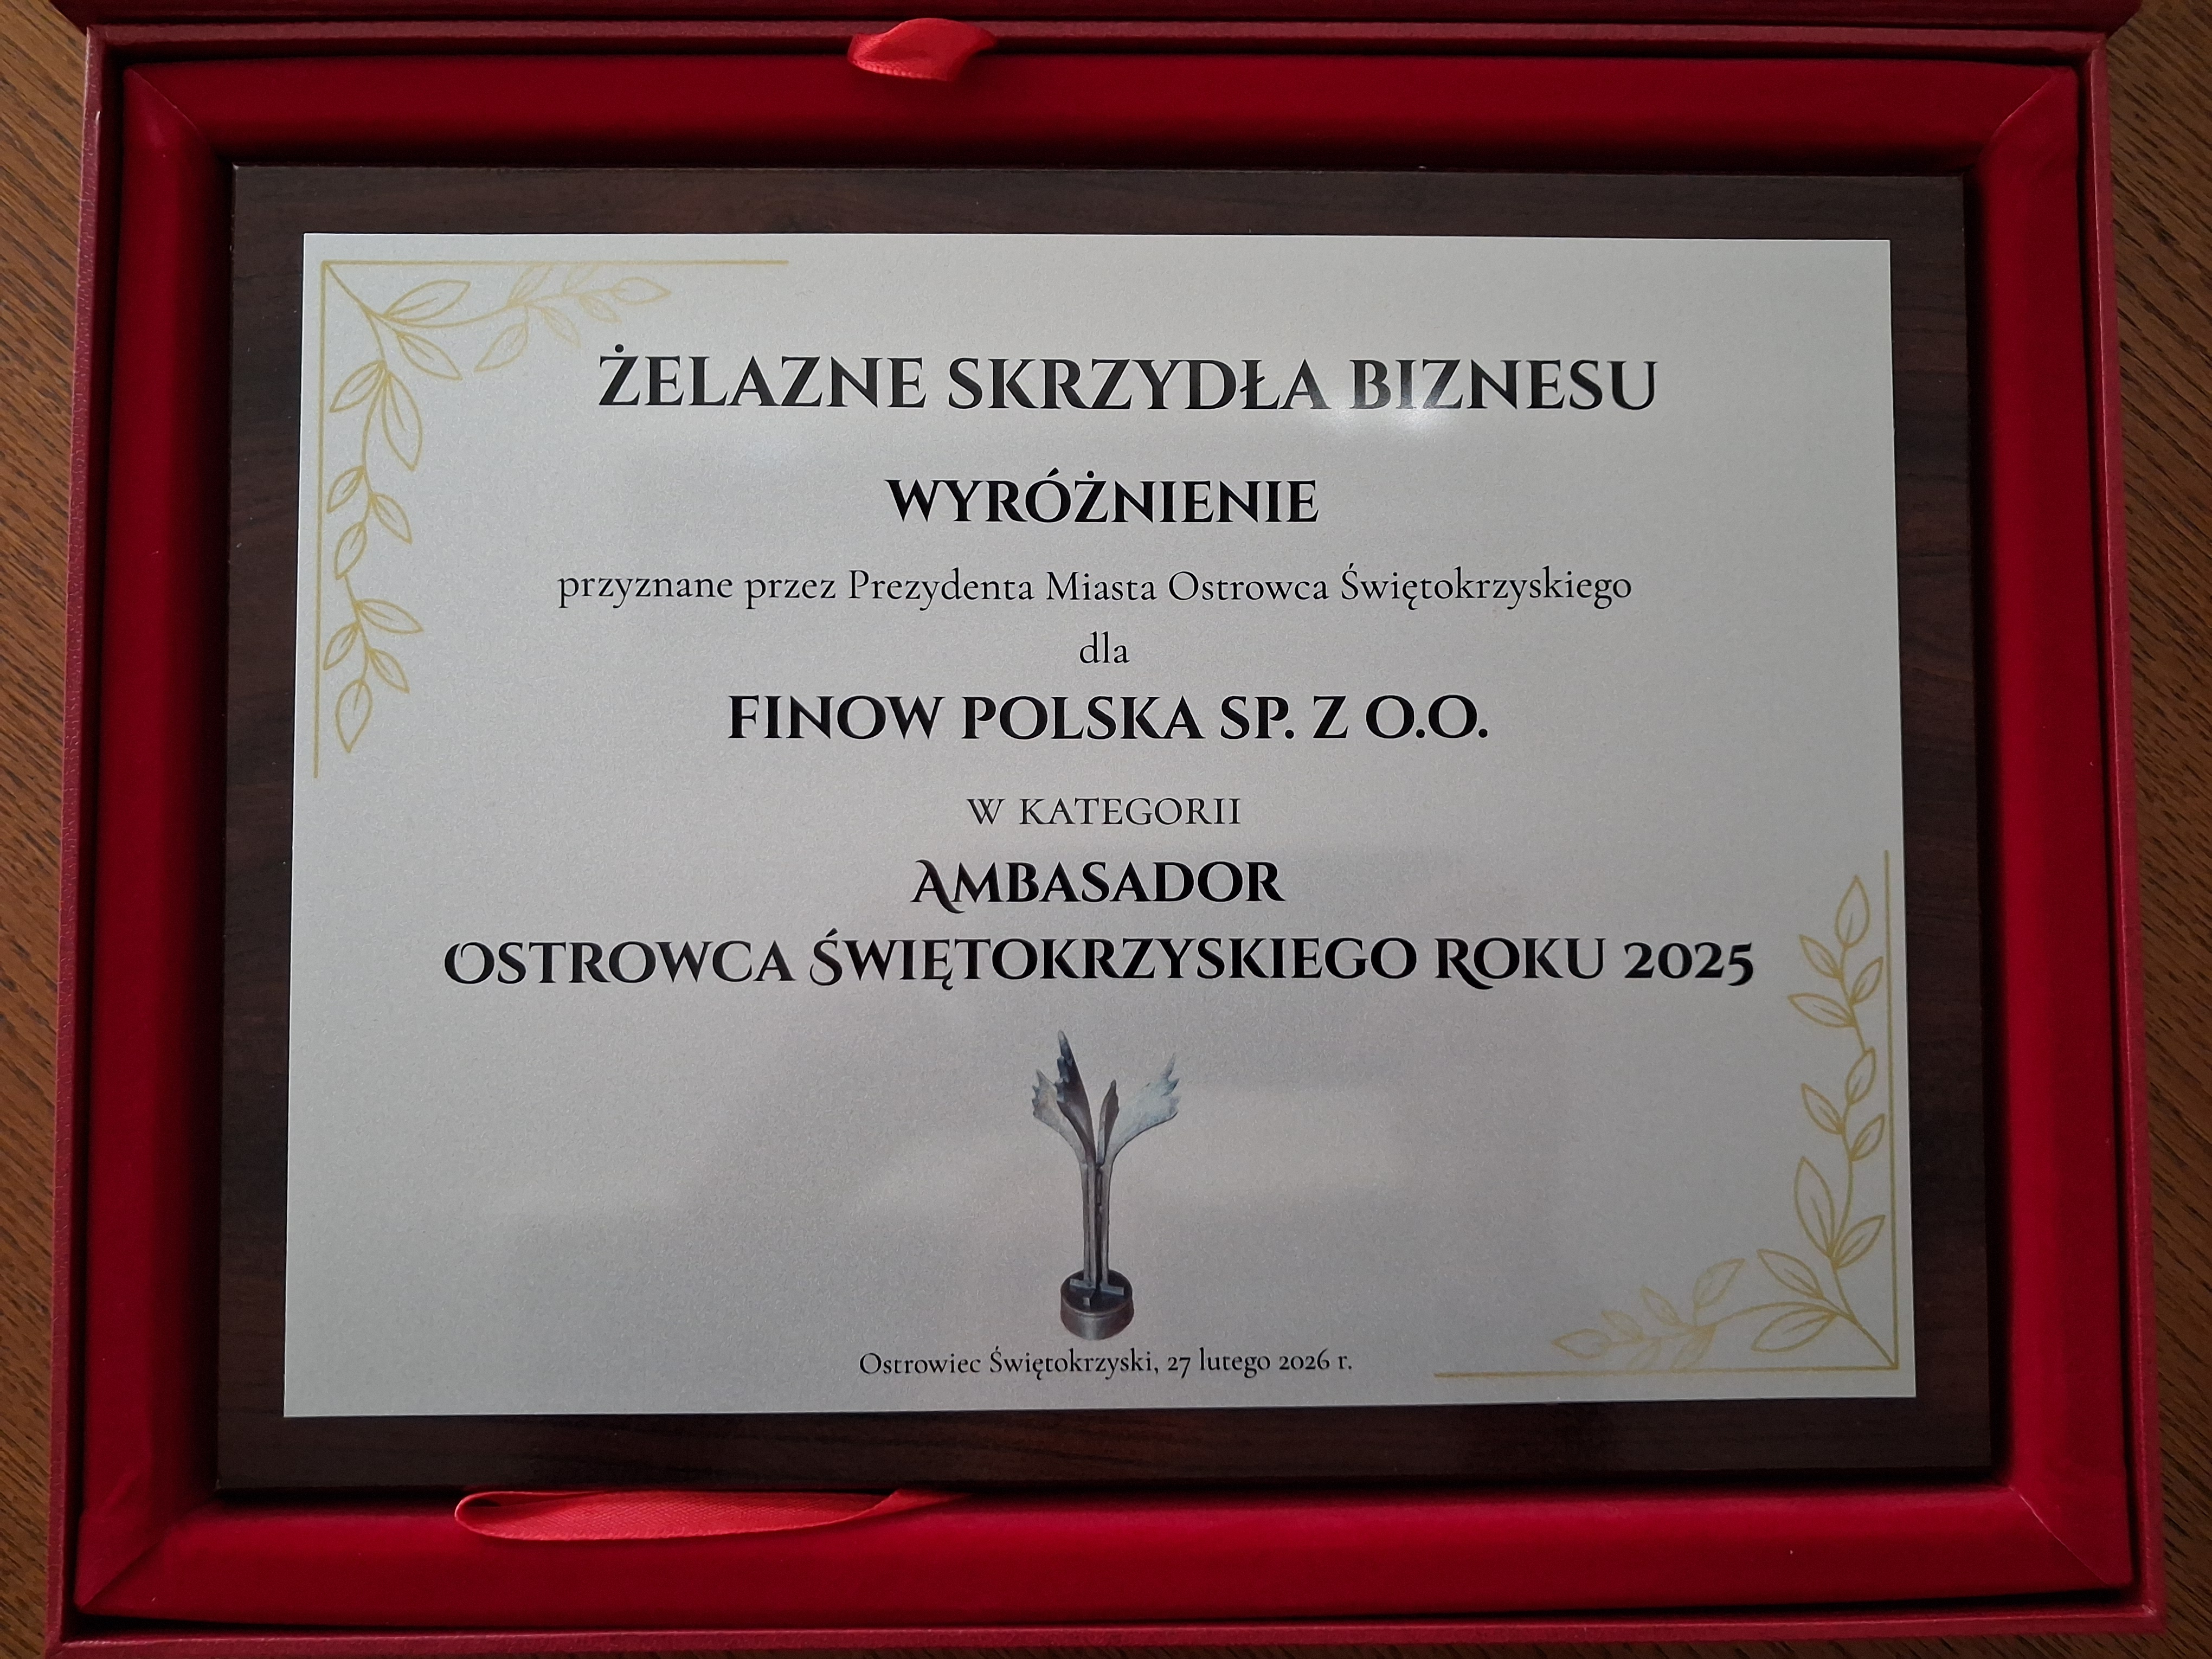 ŻELAZNE SKRZYDŁA BIZNESU
WYRÓŻNIENIE
przyznane przez Prezydenta Miasta Ostrowca Świętokrzyskiego
dla
FINOW POLSKA SP. Z O.O.
W KATEGORII
AMBASADOR
OSTROWCA ŚWIĘTOKRZYSKIEGO ROKU 2025
Ostrowiec Świętokrzyski, 27 lutego 2026 r.